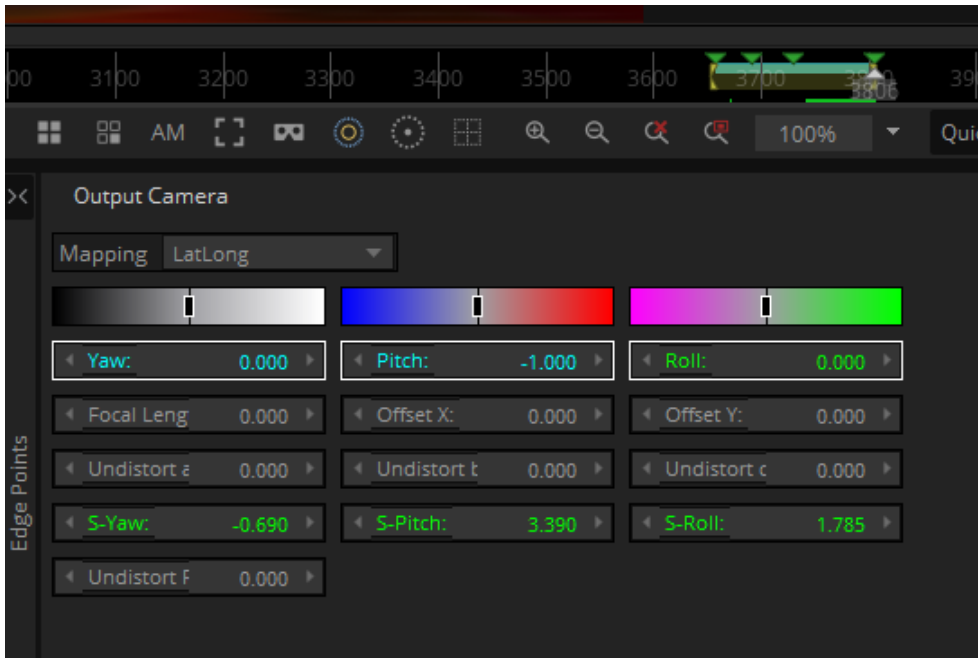 00 3100 3200 3300 3400 3500 3600 3700 39
3806
AM 100% Qui
Output Camera
Mapping LatLong
Yaw: 0.000 Pitch: -1.000 Roll: 0.000
Focal Leng 0.000 Offset X: 0.000 Offset Y: 0.000
Undistort a 0.000 Undistort b 0.000 Undistort c 0.000
S-Yaw: -0.690 S-Pitch: 3.390 S-Roll: 1.785
Undistort F 0.000
Edge Points